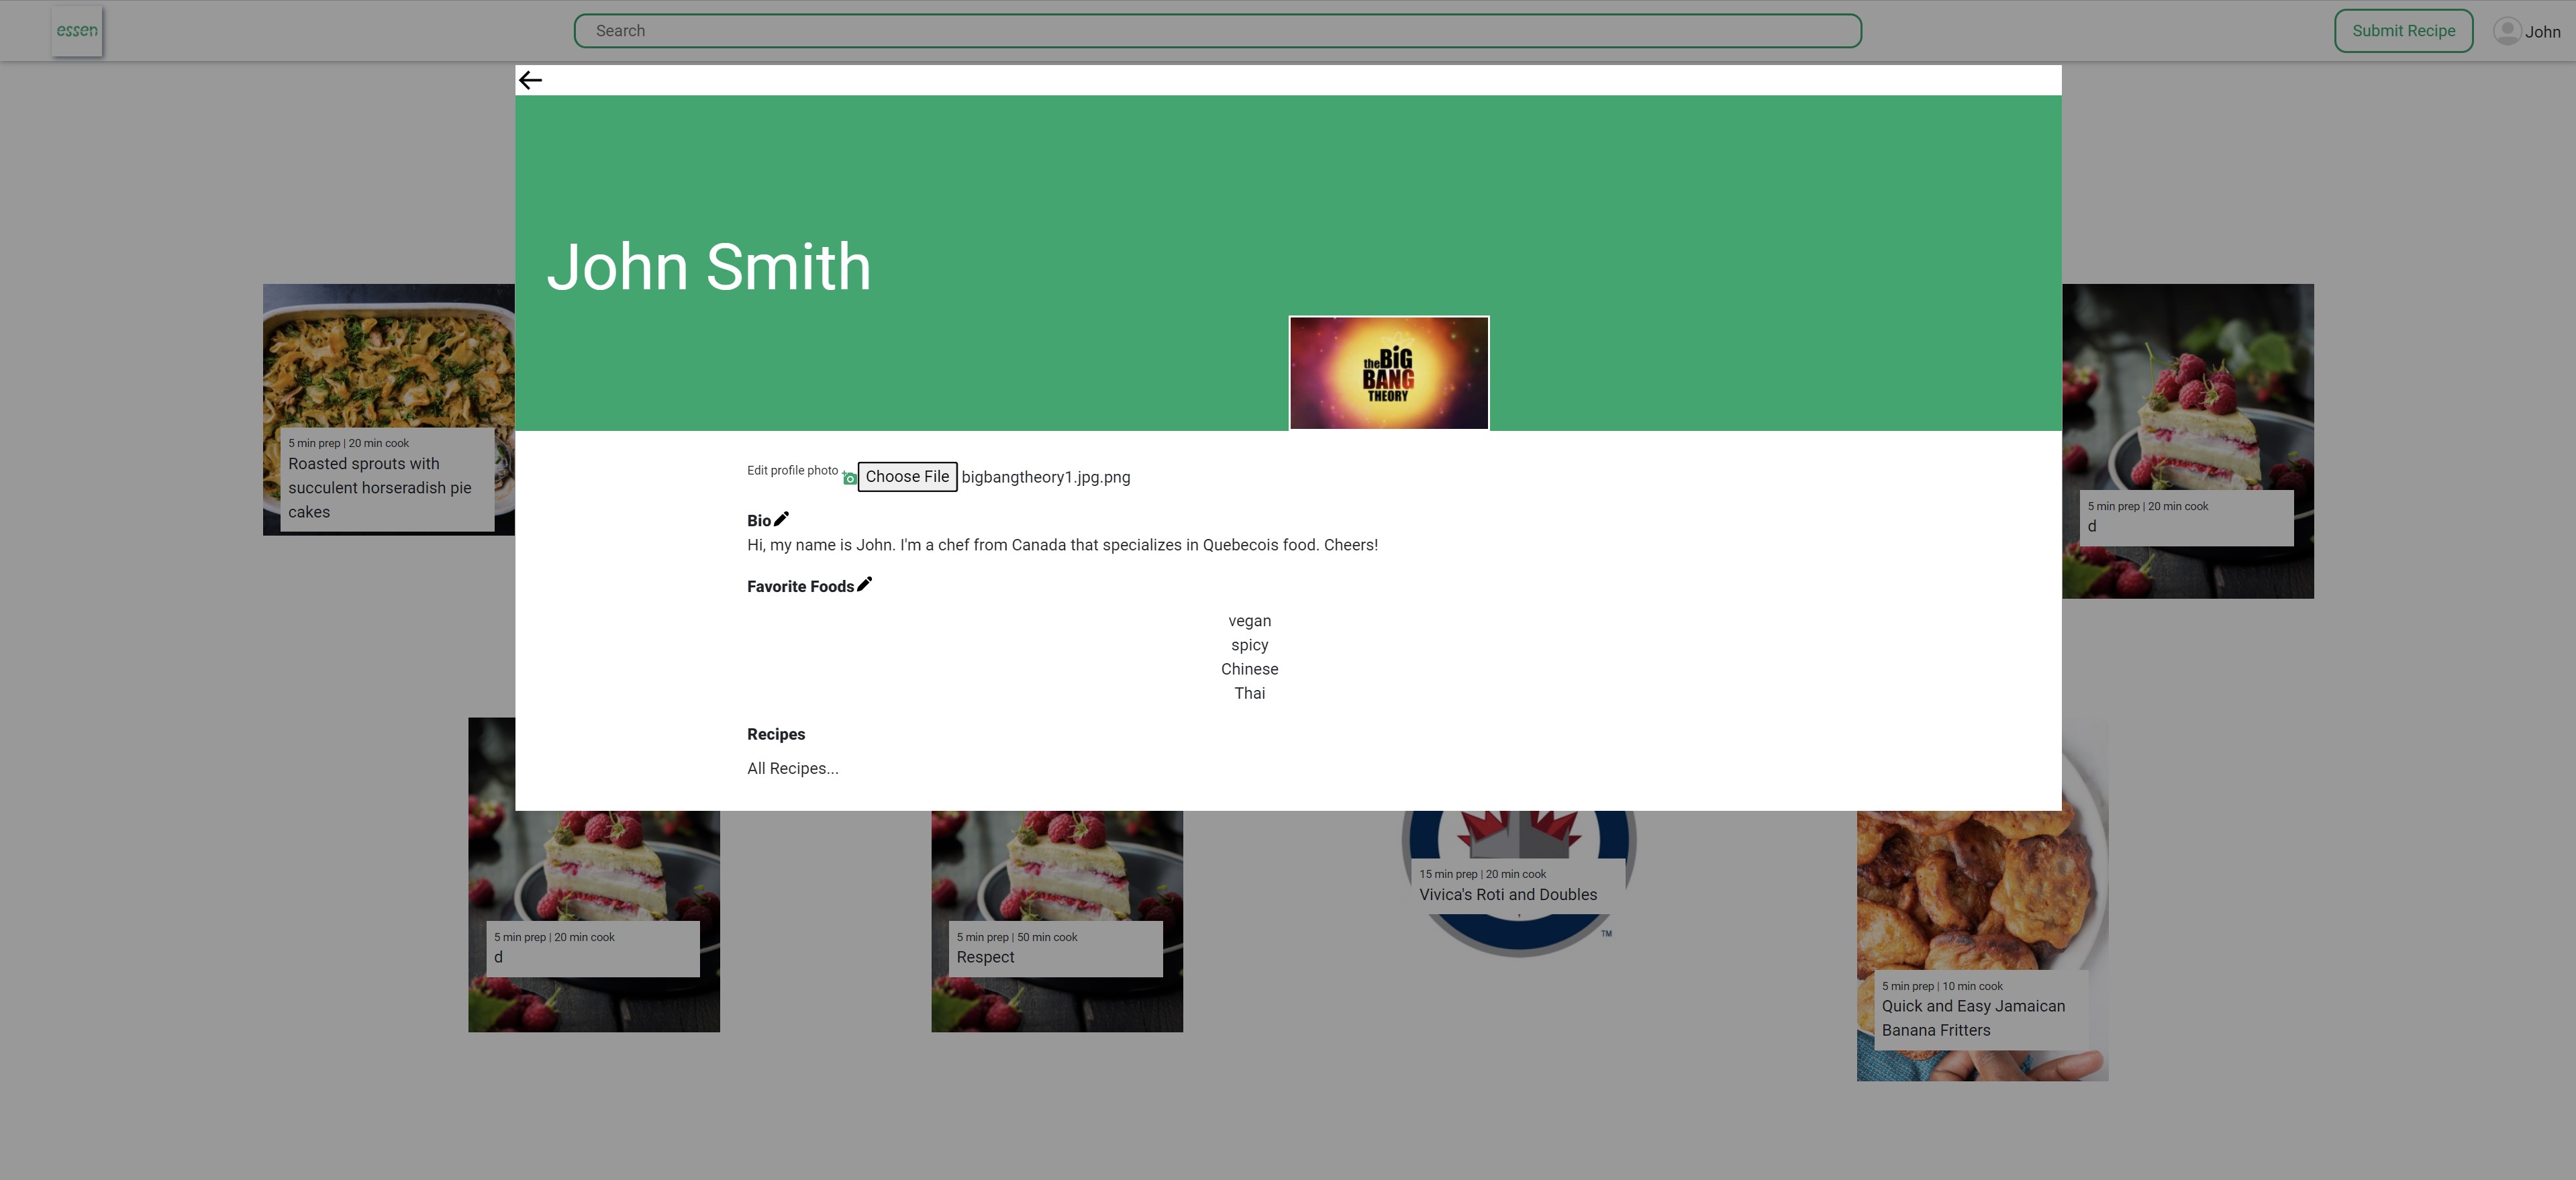 essen
Search
Submit Recipe
John
John Smith
the BiG
BANG
THEORY
5 min prep | 20 min cook
Roasted sprouts with
succulent horseradish pie
cakes
5 min prep | 20 min cook
d
Edit profile photo Choose File bigbangtheory1.jpg.png
Bio
Hi, my name is John. I'm a chef from Canada that specializes in Quebecois food. Cheers!
Favorite Foods
vegan
spicy
Chinese
Thai
Recipes
All Recipes...
5 min prep | 20 min cook
d
5 min prep | 50 min cook
Respect
15 min prep | 20 min cook
Vivica's Roti and Doubles
TM
5 min prep | 10 min cook
Quick and Easy Jamaican
Banana Fritters